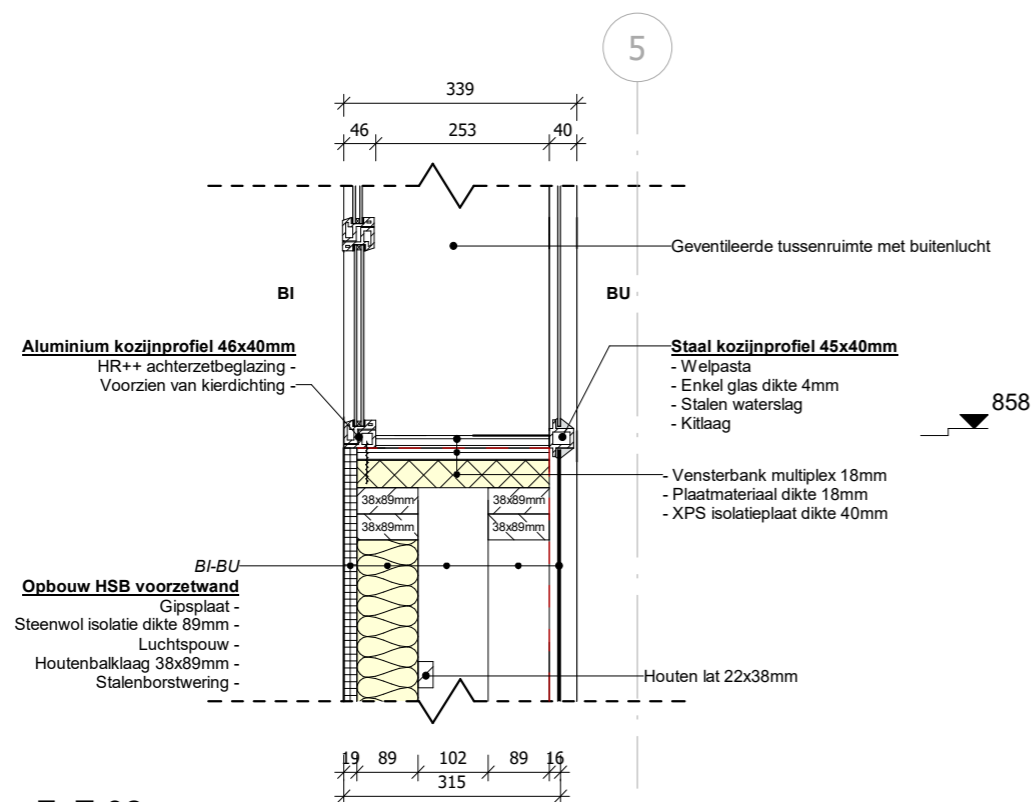 5
339
46 253 40
Geventileerde tussenruimte met buitenlucht
BI
BU
Aluminium kozijnprofiel 46x40mm
HR++ achterzetbeglazing -
Voorzien van kierdichting -
Staal kozijnprofiel 45x40mm
- Welpasta
- Enkel glas dikte 4mm
- Stalen waterslag
- Kitlaag
858
- Vensterbank multiplex 18mm
- Plaatmateriaal dikte 18mm
- XPS isolatieplaat dikte 40mm
38x89mm 38x89mm
38x89mm 38x89mm
BI-BU
Opbouw HSB voorzetwand
Gipsplaat -
Steenwol isolatie dikte 89mm -
Luchtspouw -
Houtenbalklaag 38x89mm -
Stalenborstwering -
Houten lat 22x38mm
19 89 102 89 16
315